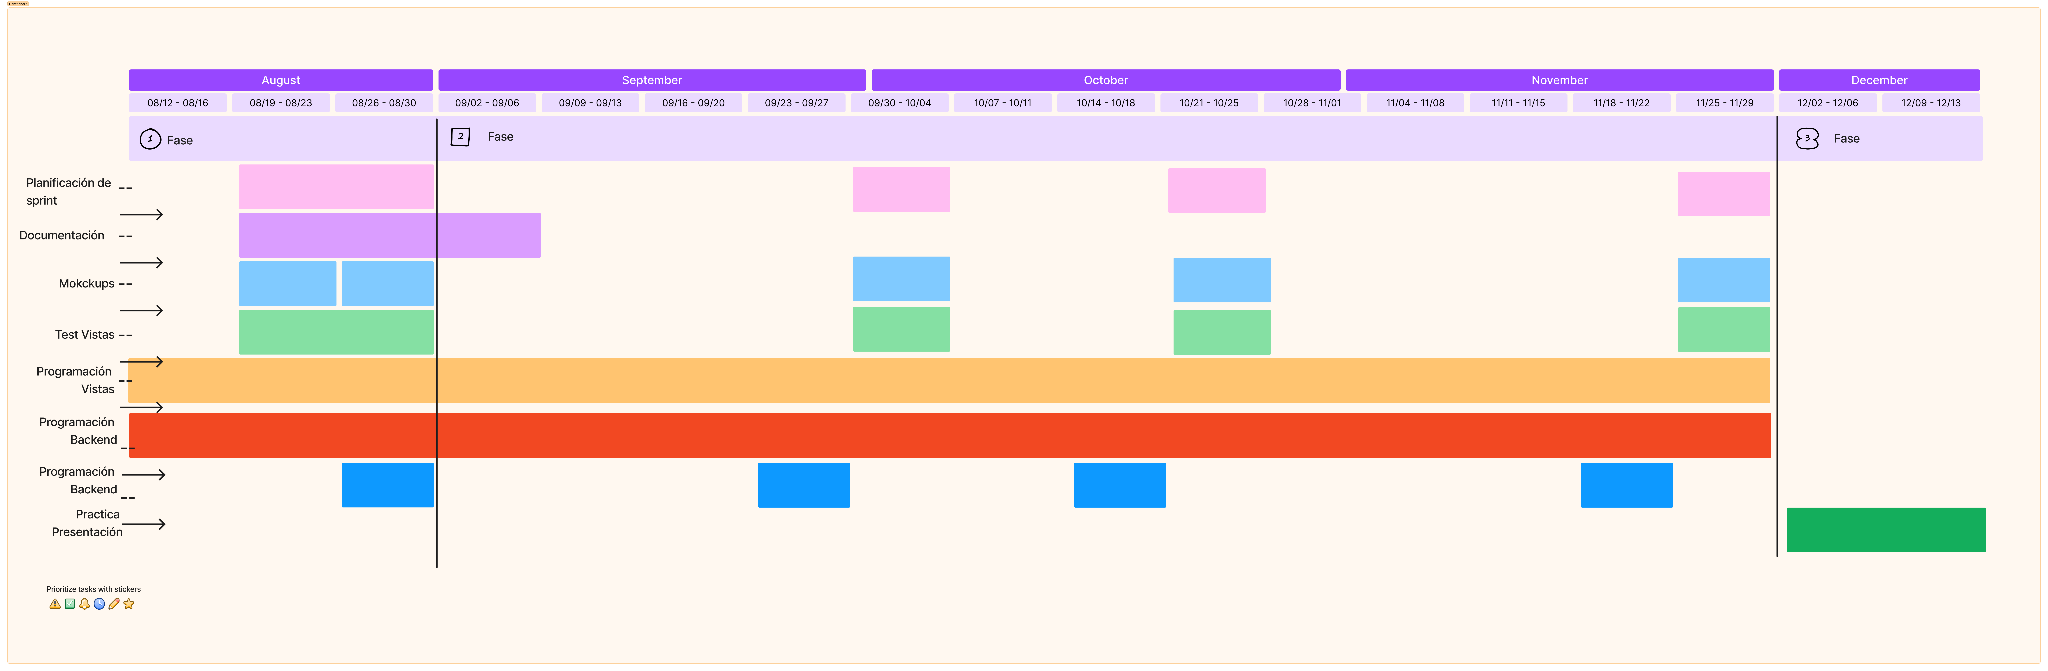 August
September
October
November
December
08/12 - 08/16
08/19 - 08/23
08/26 - 08/30
09/02 - 09/06
09/09 - 09/13
09/16 - 09/20
09/23 - 09/27
09/30 - 10/04
10/07 - 10/11
10/14 - 10/18
10/21 - 10/25
10/28 - 11/01
11/04 - 11/08
11/11 - 11/15
11/18 - 11/22
11/25 - 11/29
12/02 - 12/06
12/09 - 12/13
1 Fase
2 Fase
3 Fase
Planificación de
sprint
Documentación
Mokckups
Test Vistas
Programación
Vistas
Programación
Backend
Programación
Backend
Practica
Presentación
Prioritize tasks with stickers